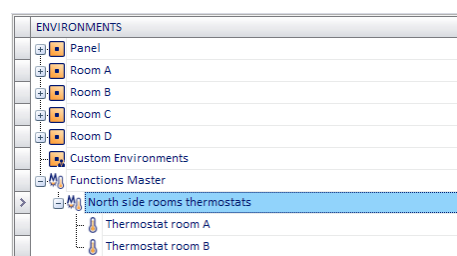 ENVIRONMENTS
Panel
Room A
Room B
Room C
Room D
Custom Environments
Functions Master
North side rooms thermostats
Thermostat room A
Thermostat room B